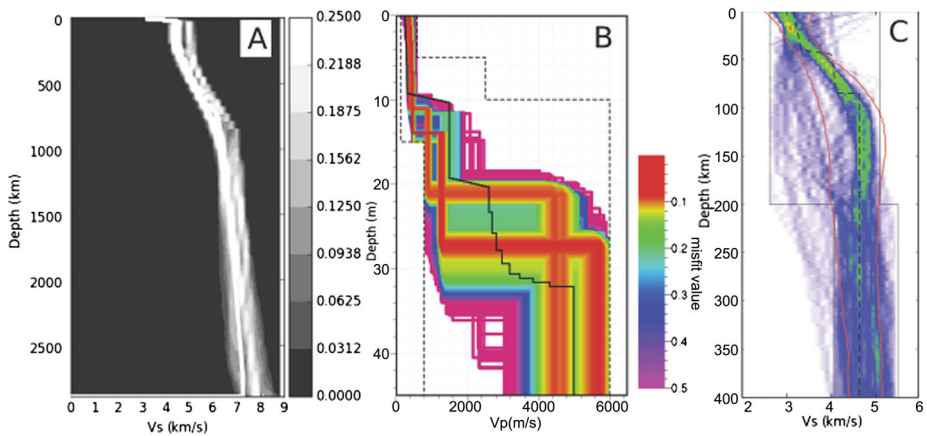 A
0
500
1000
1500
2000
2500
Depth (km)
0 1 2 3 4 5 6 7 8 9
Vs (km/s)
0.2500
0.2188
0.1875
0.1562
0.1250
0.0938
0.0625
0.0312
0.0000
B
0
10
20
30
40
Depth (m)
0 2000 4000 6000
Vp(m/s)
0.1
0.2
0.3
0.4
0.5
misfit value
C
0
50
100
150
200
250
300
350
400
Depth (km)
2 3 4 5 6
Vs (km/s)